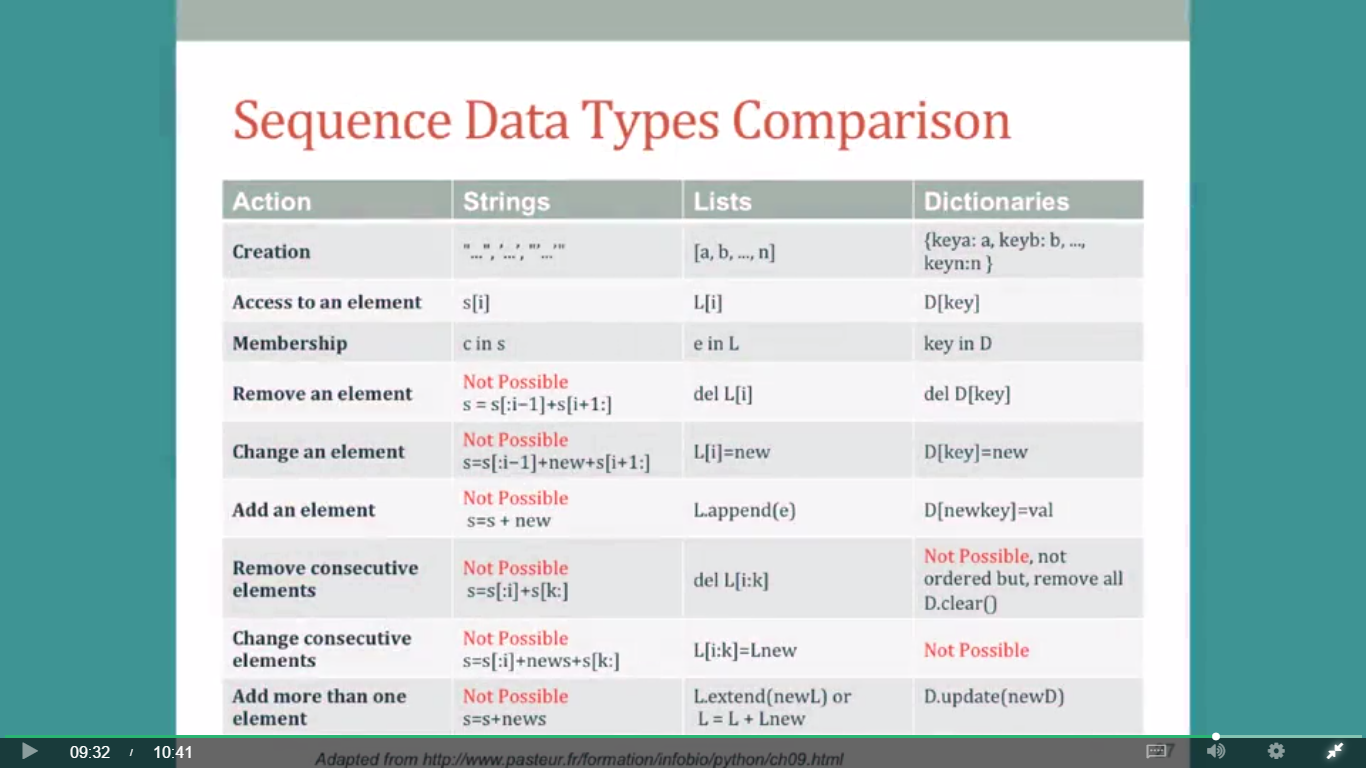 Sequence Data Types Comparison
Action Strings Lists Dictionaries
Creation "...", '...', "'...'" [a, b, ..., n] {keya: a, keyb: b, ...,
keyn:n }
Access to an element s[i] L[i] D[key]
Membership c in s e in L key in D
Remove an element Not Possible
s = s[:i−1]+s[i+1:] del L[i] del D[key]
Change an element Not Possible
s=s[:i−1]+new+s[i+1:] L[i]=new D[key]=new
Add an element Not Possible
s=s + new L.append(e) D[newkey]=val
Remove consecutive
elements Not Possible
s=s[:i]+s[k:] del L[i:k] Not Possible, not
ordered but, remove all
D.clear()
Change consecutive
elements Not Possible
s=s[:i]+news+s[k:] L[i:k]=Lnew Not Possible
Add more than one
element Not Possible
s=s+news L.extend(newL) or
L = L + Lnew D.update(newD)
09:32 / 10:41
Adapted from http://www.pasteur.fr/formation/infobio/python/ch09.html